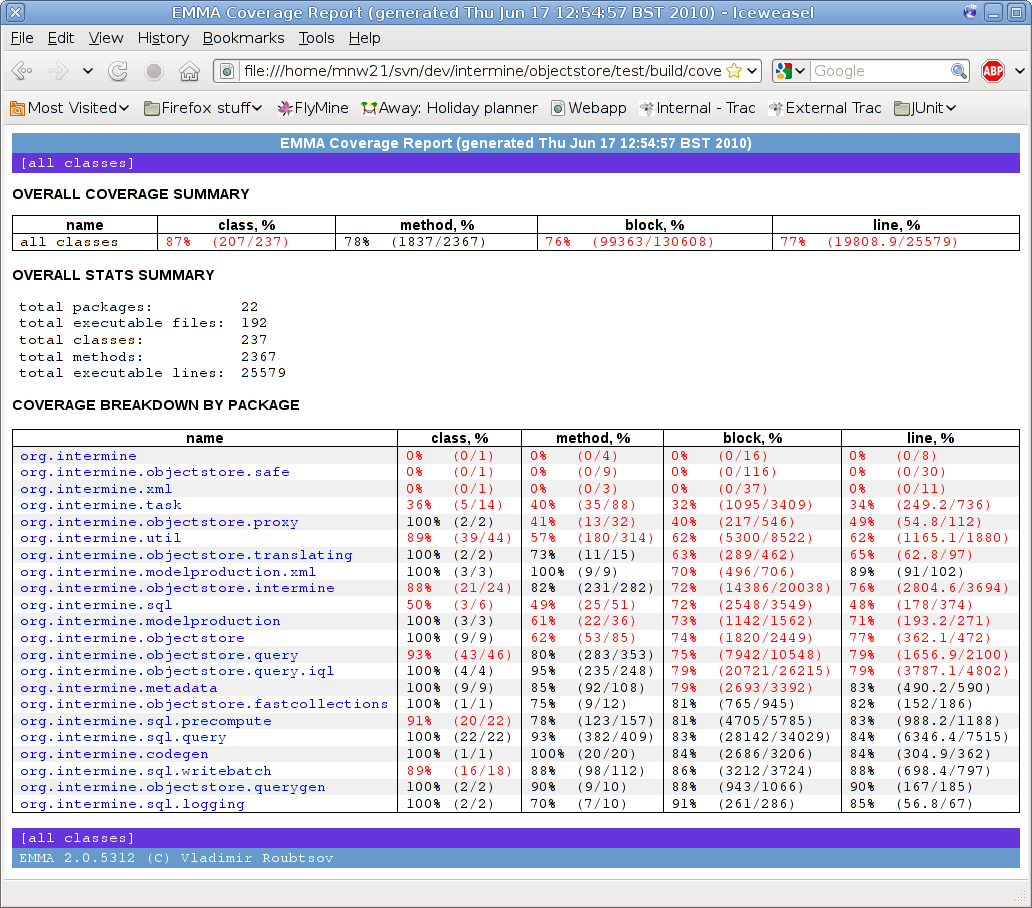 EMMA Coverage Report (generated Thu Jun 17 12:54:57 BST 2010) - Iceweasel
File Edit View History Bookmarks Tools Help
file:///home/mnw21/svn/dev/intermine/objectstore/test/build/cove Google ABP
Most Visited Firefox stuff FlyMine Away: Holiday planner Webapp Internal - Trac External Trac JUnit
EMMA Coverage Report (generated Thu Jun 17 12:54:57 BST 2010)
[all classes]
OVERALL COVERAGE SUMMARY
name class, % method, % block, % line, %
all classes 87% (207/237) 78% (1837/2367) 76% (99363/130608) 77% (19808.9/25579)
OVERALL STATS SUMMARY
total packages: 22
total executable files: 192
total classes: 237
total methods: 2367
total executable lines: 25579
COVERAGE BREAKDOWN BY PACKAGE
name class, % method, % block, % line, %
org.intermine 0% (0/1) 0% (0/4) 0% (0/16) 0% (0/8)
org.intermine.objectstore.safe 0% (0/1) 0% (0/9) 0% (0/116) 0% (0/30)
org.intermine.xml 0% (0/1) 0% (0/3) 0% (0/37) 0% (0/11)
org.intermine.task 36% (5/14) 40% (35/88) 32% (1095/3409) 34% (249.2/736)
org.intermine.objectstore.proxy 100% (2/2) 41% (13/32) 40% (217/546) 49% (54.8/112)
org.intermine.util 89% (39/44) 57% (180/314) 62% (5300/8522) 62% (1165.1/1880)
org.intermine.objectstore.translating 100% (2/2) 73% (11/15) 63% (289/462) 65% (62.8/97)
org.intermine.modelproduction.xml 100% (3/3) 100% (9/9) 70% (496/706) 89% (91/102)
org.intermine.objectstore.intermine 88% (21/24) 82% (231/282) 72% (14386/20038) 76% (2804.6/3694)
org.intermine.sql 50% (3/6) 49% (25/51) 72% (2548/3549) 48% (178/374)
org.intermine.modelproduction 100% (3/3) 61% (22/36) 73% (1142/1562) 71% (193.2/271)
org.intermine.objectstore 100% (9/9) 62% (53/85) 74% (1820/2449) 77% (362.1/472)
org.intermine.objectstore.query 93% (43/46) 80% (283/353) 75% (7942/10548) 79% (1656.9/2100)
org.intermine.objectstore.query.iql 100% (4/4) 95% (235/248) 79% (20721/26215) 79% (3787.1/4802)
org.intermine.metadata 100% (9/9) 85% (92/108) 79% (2693/3392) 83% (490.2/590)
org.intermine.objectstore.fastcollections 100% (1/1) 75% (9/12) 81% (765/945) 82% (152/186)
org.intermine.sql.precompute 91% (20/22) 78% (123/157) 81% (4705/5785) 83% (988.2/1188)
org.intermine.sql.query 100% (22/22) 93% (382/409) 83% (28142/34029) 84% (6346.4/7515)
org.intermine.codegen 100% (1/1) 100% (20/20) 84% (2686/3206) 84% (304.9/362)
org.intermine.sql.writebatch 89% (16/18) 88% (98/112) 86% (3212/3724) 88% (698.4/797)
org.intermine.objectstore.querygen 100% (2/2) 90% (9/10) 88% (943/1066) 90% (167/185)
org.intermine.sql.logging 100% (2/2) 70% (7/10) 91% (261/286) 85% (56.8/67)
[all classes]
EMMA 2.0.5312 (C) Vladimir Roubtsov